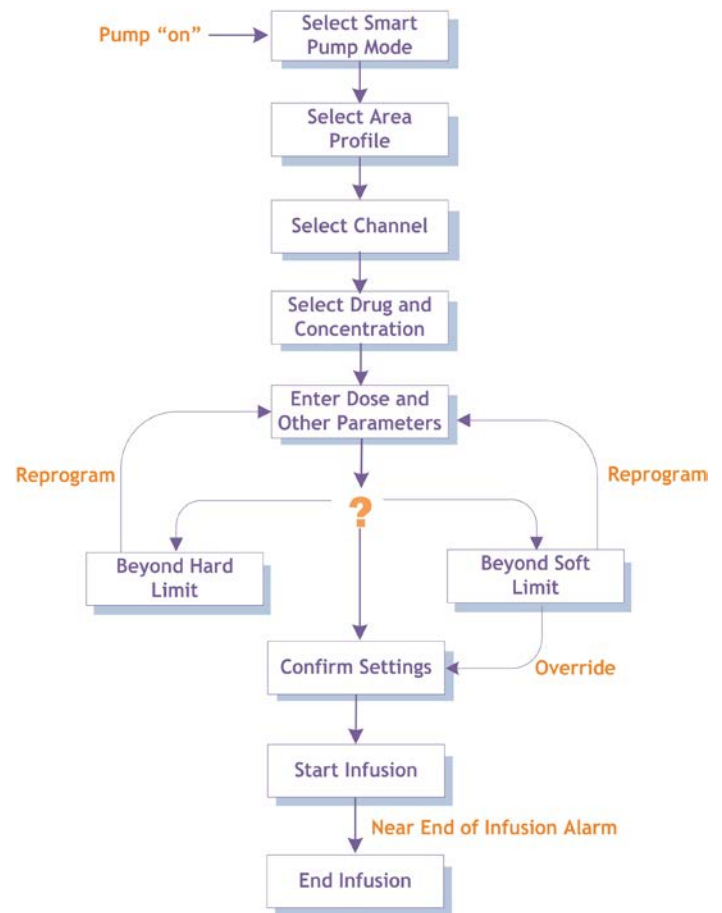 Pump “on”
Select Smart
Pump Mode
Select Area
Profile
Select Channel
Select Drug and
Concentration
Enter Dose and
Other Parameters
Reprogram
Reprogram
?
Beyond Hard
Limit
Beyond Soft
Limit
Confirm Settings
Override
Start Infusion
Near End of Infusion Alarm
End Infusion